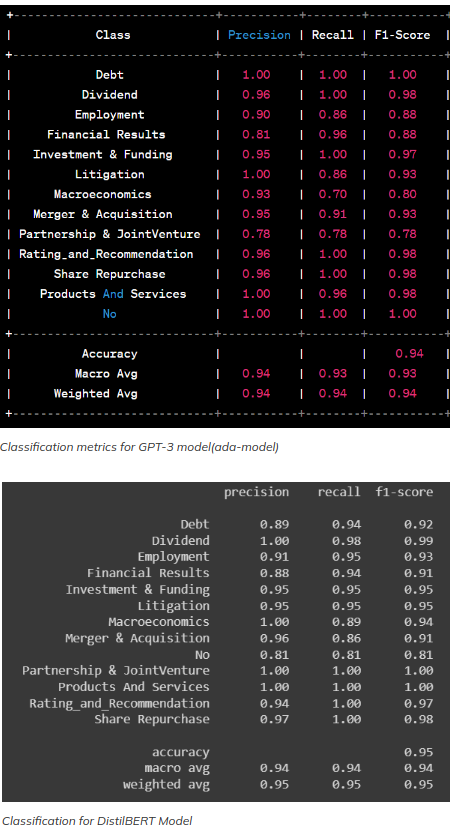 Class | Precision | Recall | F1-Score
Debt | 1.00 | 1.00 | 1.00
Dividend | 0.96 | 1.00 | 0.98
Employment | 0.90 | 0.86 | 0.88
Financial Results | 0.81 | 0.96 | 0.88
Investment & Funding | 0.95 | 1.00 | 0.97
Litigation | 1.00 | 0.86 | 0.93
Macroeconomics | 0.93 | 0.70 | 0.80
Merger & Acquisition | 0.95 | 0.91 | 0.93
Partnership & JointVenture | 0.78 | 0.78 | 0.78
Rating_and_Recommendation | 0.96 | 1.00 | 0.98
Share Repurchase | 0.96 | 1.00 | 0.98
Products And Services | 1.00 | 0.96 | 0.98
No | 1.00 | 1.00 | 1.00
Accuracy | | | 0.94
Macro Avg | 0.94 | 0.93 | 0.93
Weighted Avg | 0.94 | 0.94 | 0.94
Classification metrics for GPT-3 model(ada-model)
precision recall f1-score
Debt 0.89 0.94 0.92
Dividend 1.00 0.98 0.99
Employment 0.91 0.95 0.93
Financial Results 0.88 0.94 0.91
Investment & Funding 0.95 0.95 0.95
Litigation 0.95 0.95 0.95
Macroeconomics 1.00 0.89 0.94
Merger & Acquisition 0.96 0.86 0.91
No 0.81 0.81 0.81
Partnership & JointVenture 1.00 1.00 1.00
Products And Services 1.00 1.00 1.00
Rating_and_Recommendation 0.94 1.00 0.97
Share Repurchase 0.97 1.00 0.98
accuracy 0.95
macro avg 0.94 0.94 0.94
weighted avg 0.95 0.95 0.95
Classification for DistilBERT Model